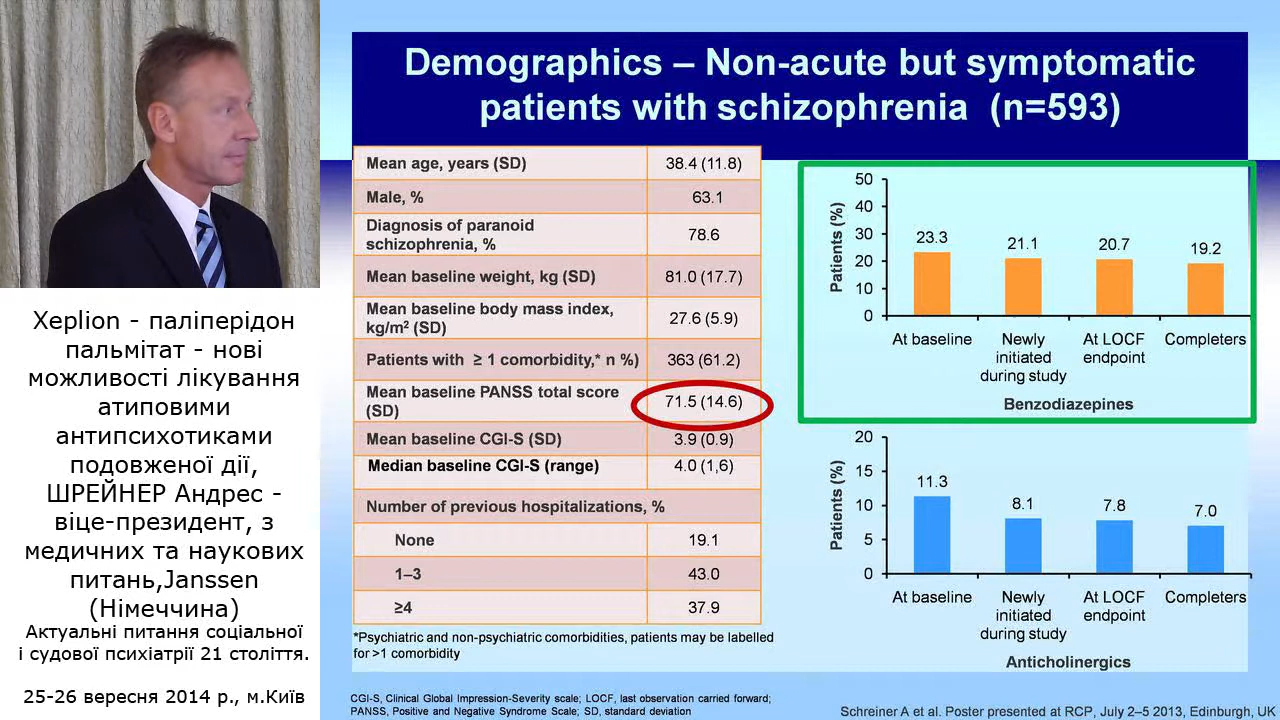 Demographics – Non-acute but symptomatic
patients with schizophrenia (n=593)
Mean age, years (SD) 38.4 (11.8)
Male, % 63.1
Diagnosis of paranoid
schizophrenia, % 78.6
Mean baseline weight, kg (SD) 81.0 (17.7)
Mean baseline body mass index,
kg/m² (SD) 27.6 (5.9)
Patients with ≥ 1 comorbidity,* n %) 363 (61.2)
Mean baseline PANSS total score
(SD) 71.5 (14.6)
Mean baseline CGI-S (SD) 3.9 (0.9)
Median baseline CGI-S (range) 4.0 (1,6)
Number of previous hospitalizations, %
None 19.1
1–3 43.0
≥4 37.9
*Psychiatric and non-psychiatric comorbidities, patients may be labelled
for >1 comorbidity
CGI-S, Clinical Global Impression-Severity scale; LOCF, last observation carried forward;
PANSS, Positive and Negative Syndrome Scale; SD, standard deviation
Patients (%)
50
40
30
20
10
0
23.3 21.1 20.7 19.2
At baseline Newly At LOCF Completers
initiated endpoint
during study
Benzodiazepines
Patients (%)
20
15
10
5
0
11.3 8.1 7.8 7.0
At baseline Newly At LOCF Completers
initiated endpoint
during study
Anticholinergics
Schreiner A et al. Poster presented at RCP, July 2–5 2013, Edinburgh, UK
Xeplion - паліперідон
пальмітат - нові
можливості лікування
атиповими
антипсихотиками
подовженої дії,
ШРЕЙНЕР Андрес -
віце-президент, з
медичних та наукових
питань,Janssen
(Німеччина)
Актуальні питання соціальної
і судової психіатрії 21 століття.
25-26 вересня 2014 р., м.Київ